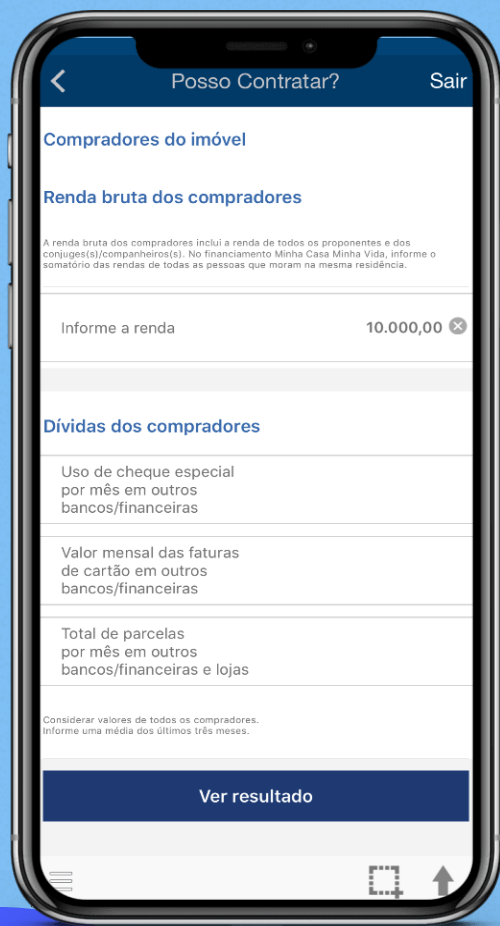 Posso Contratar? Sair
Compradores do imóvel
Renda bruta dos compradores
A renda bruta dos compradores inclui a renda de todos os proponentes e dos
conjuges(s)/companheiros(s). No financiamento Minha Casa Minha Vida, informe o
somatório das rendas de todas as pessoas que moram na mesma residência.
Informe a renda 10.000,00
Dívidas dos compradores
Uso de cheque especial
por mês em outros
bancos/financeiras
Valor mensal das faturas
de cartão em outros
bancos/financeiras
Total de parcelas
por mês em outros
bancos/financeiras e lojas
Considerar valores de todos os compradores.
Informe uma média dos últimos três meses.
Ver resultado